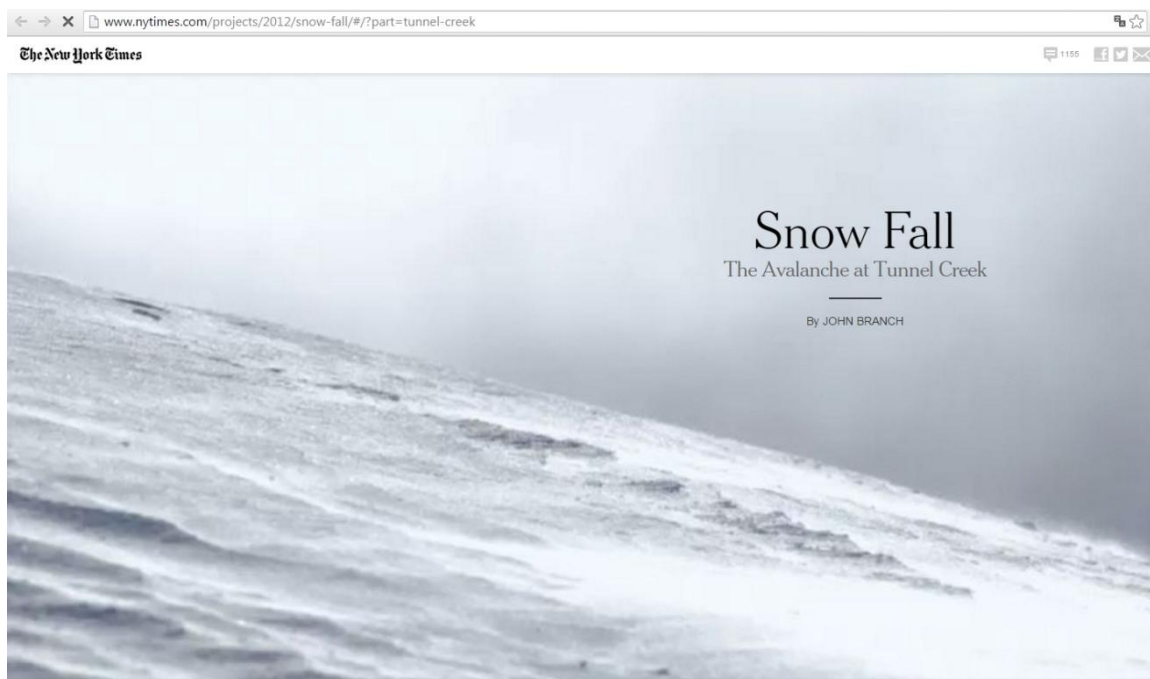 www.nytimes.com/projects/2012/snow-fall/#/?part=tunnel-creek
The New York Times
1155
Snow Fall
The Avalanche at Tunnel Creek
By JOHN BRANCH